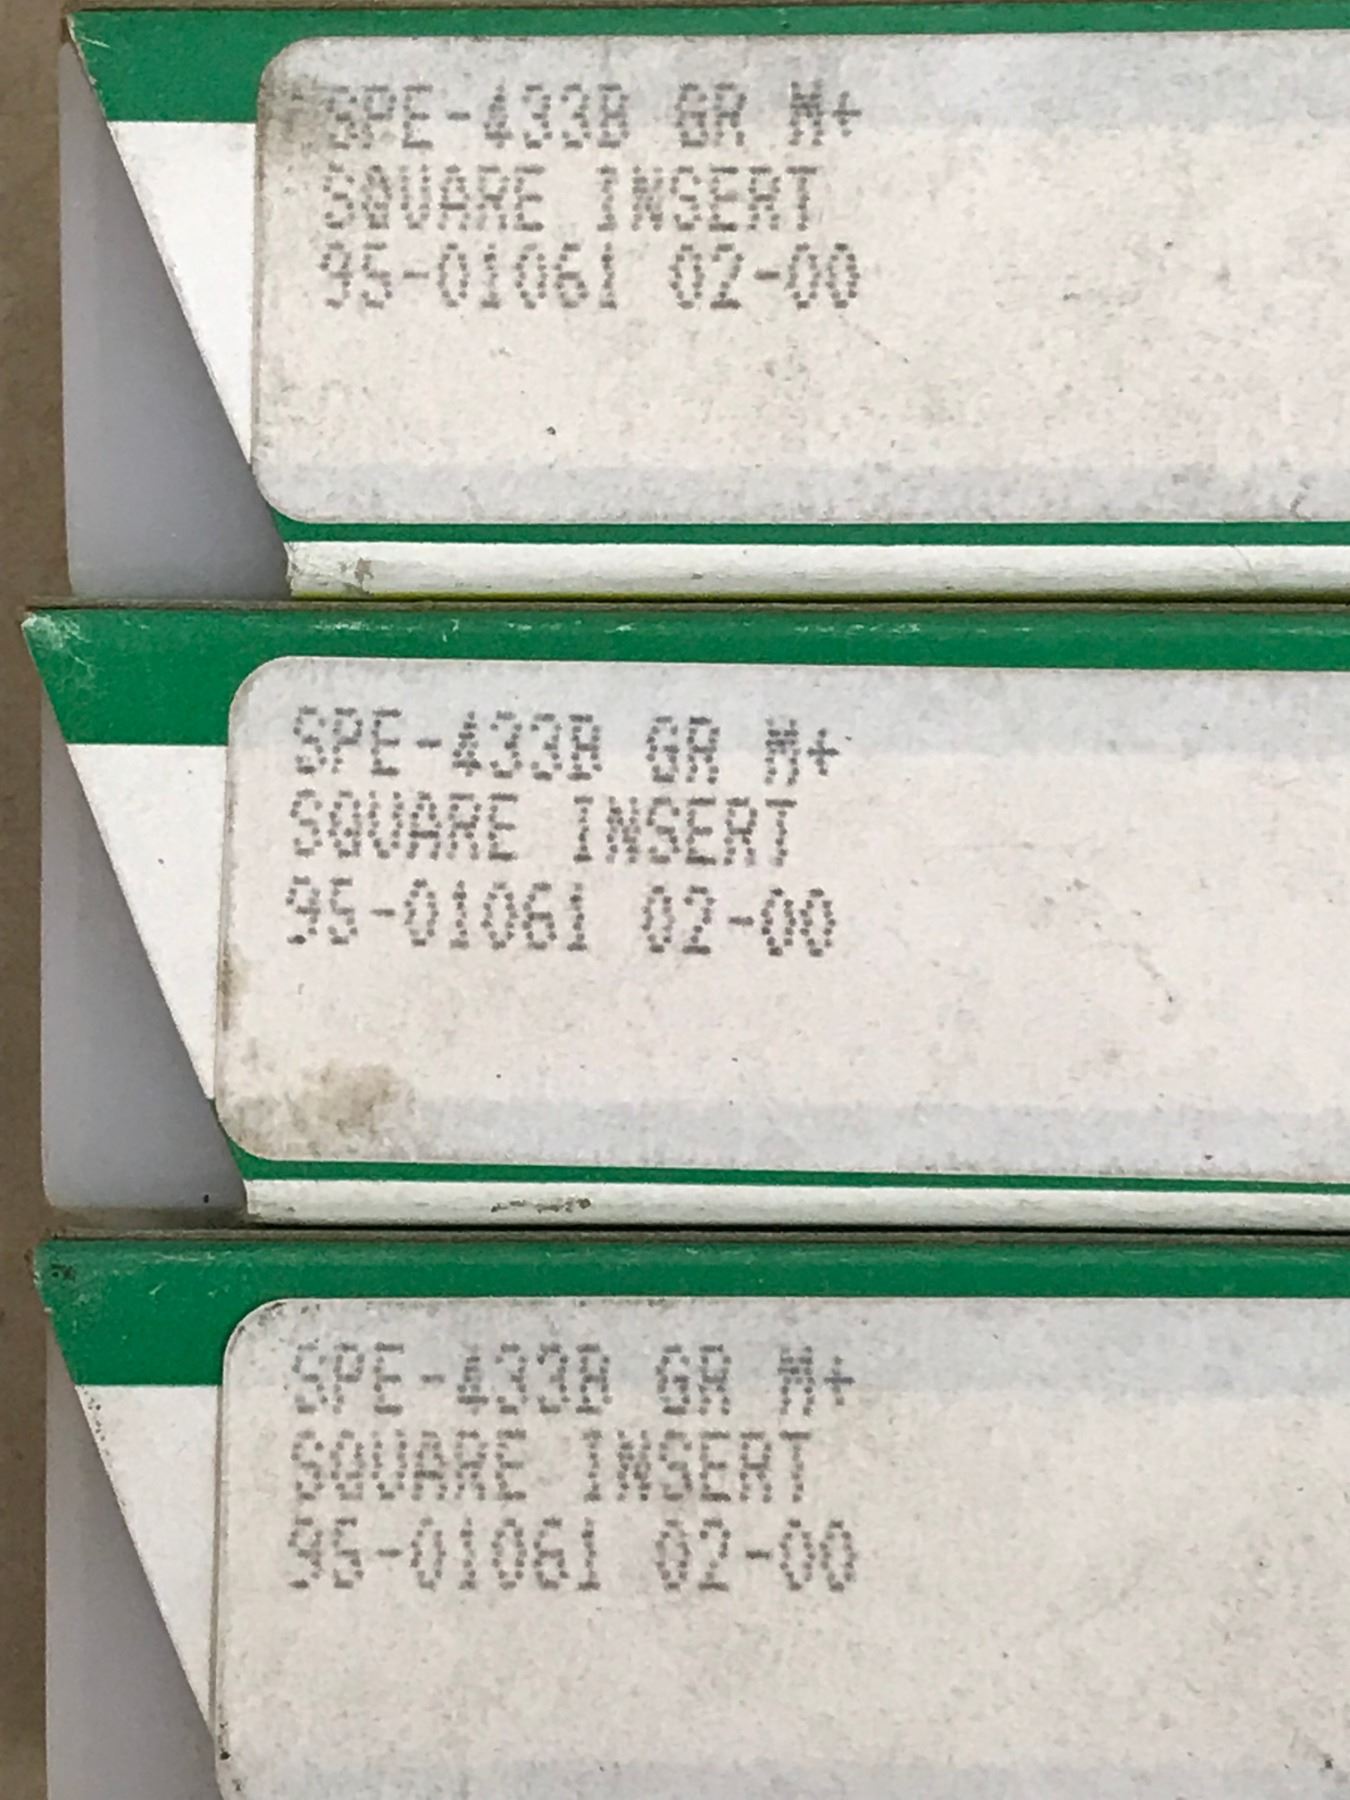 SPE-433B GR M+
SQUARE INSERT
95-01061 02-00
SPE-433B GR M+
SQUARE INSERT
95-01061 02-00
SPE-433B GR M+
SQUARE INSERT
95-01061 02-00